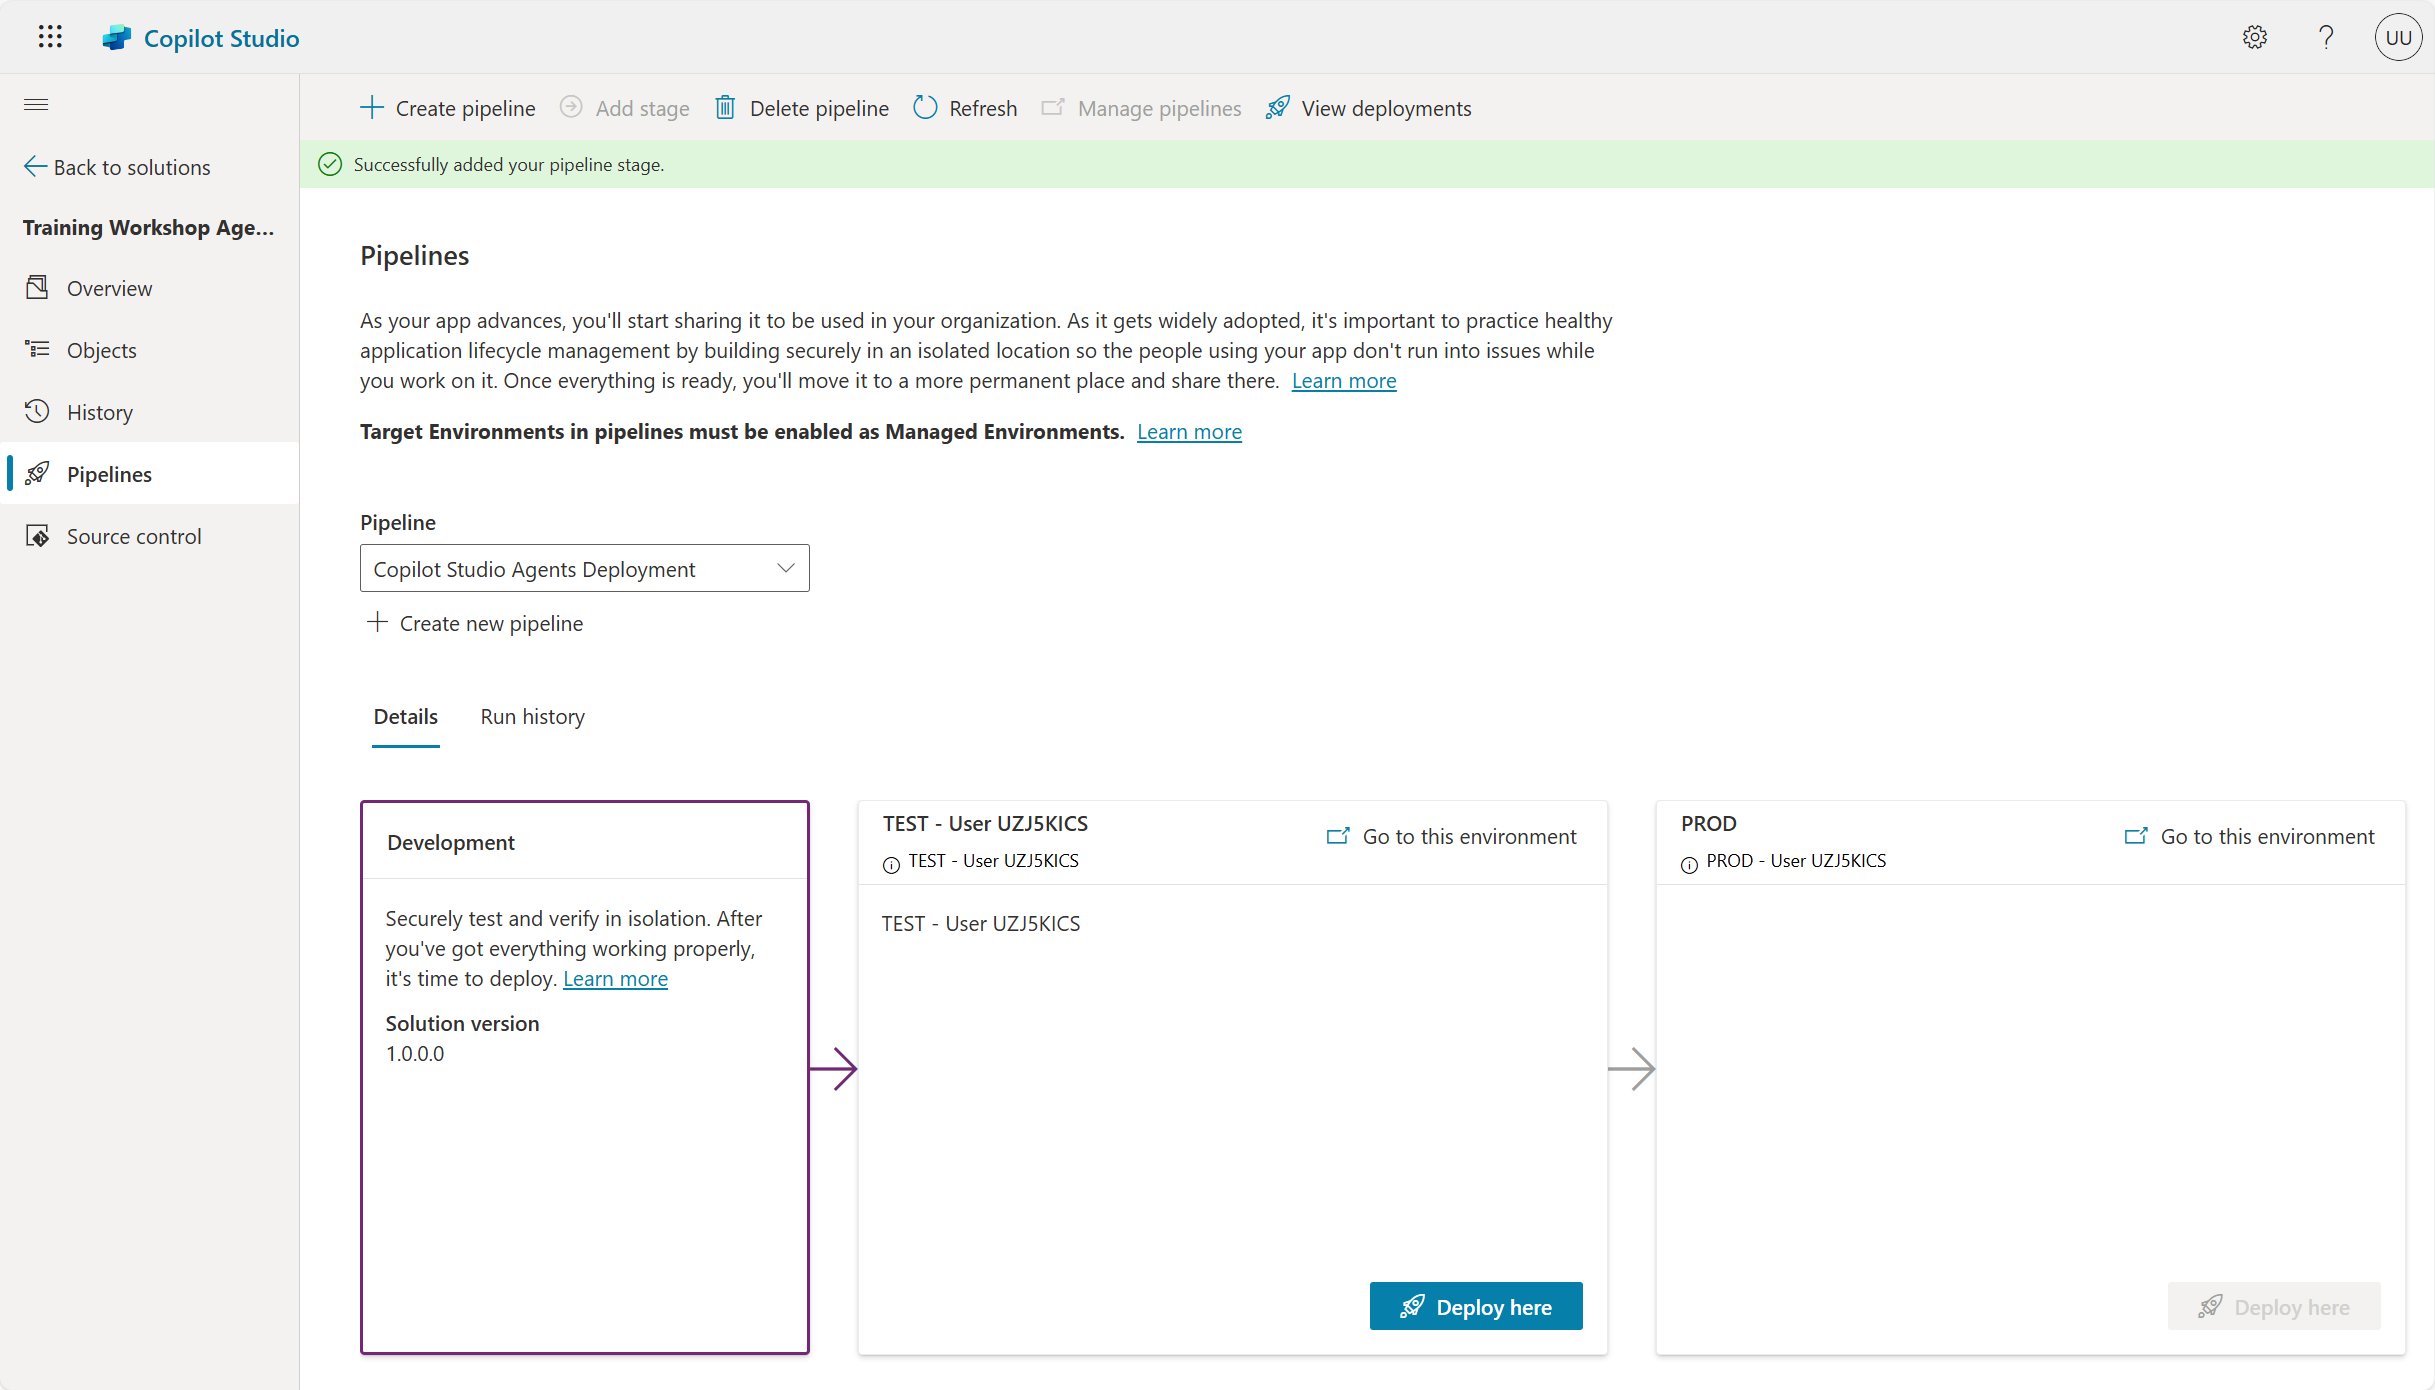 Copilot Studio
UU
Create pipeline
Add stage
Delete pipeline
Refresh
Manage pipelines
View deployments
Back to solutions
Successfully added your pipeline stage.
Training Workshop Age...
Overview
Objects
History
Pipelines
Source control
Pipelines
As your app advances, you'll start sharing it to be used in your organization. As it gets widely adopted, it's important to practice healthy
application lifecycle management by building securely in an isolated location so the people using your app don't run into issues while
you work on it. Once everything is ready, you'll move it to a more permanent place and share there. Learn more
Target Environments in pipelines must be enabled as Managed Environments. Learn more
Pipeline
Copilot Studio Agents Deployment
Create new pipeline
Details
Run history
Development
Securely test and verify in isolation. After
you've got everything working properly,
it's time to deploy. Learn more
Solution version
1.0.0.0
TEST - User UZJ5KICS
TEST - User UZJ5KICS
Go to this environment
TEST - User UZJ5KICS
Deploy here
PROD
PROD - User UZJ5KICS
Go to this environment
Deploy here